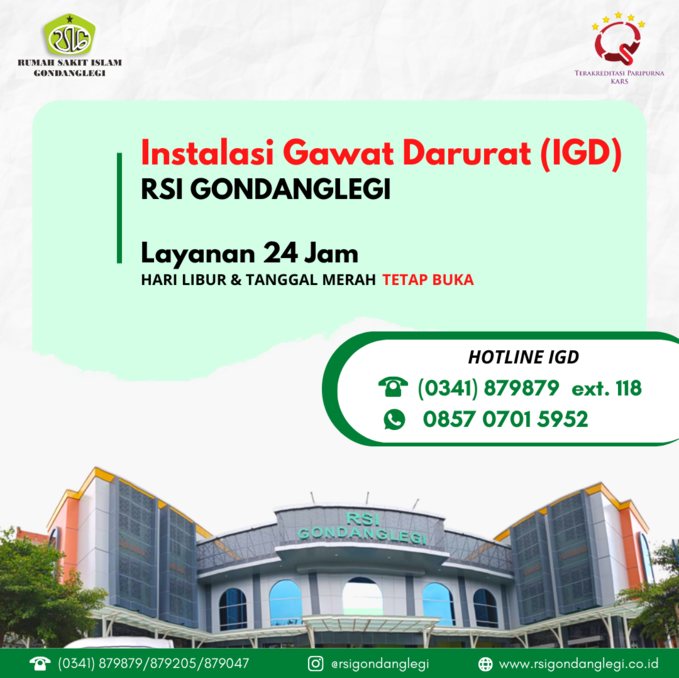 RSIG
RUMAH SAKIT ISLAM
GONDANGLEGI
TERAKREDITASI PARIPURNA
KARS
Instalasi Gawat Darurat (IGD)
RSI GONDANGLEGI
Layanan 24 Jam
HARI LIBUR & TANGGAL MERAH TETAP BUKA
HOTLINE IGD
(0341) 879879 ext. 118
0857 0701 5952
RSI
GONDANGLEGI
(0341) 879879/879205/879047 @rsigondanglegi www.rsigondanglegi.co.id